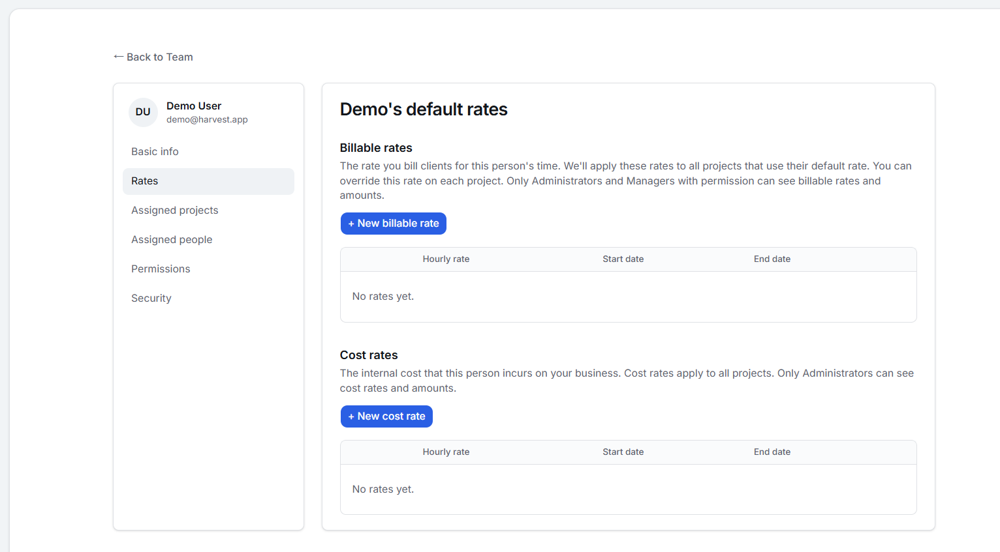 ← Back to Team
DU
Demo User
demo@harvest.app
Basic info
Rates
Assigned projects
Assigned people
Permissions
Security
Demo's default rates
Billable rates
The rate you bill clients for this person's time. We'll apply these rates to all projects that use their default rate. You can
override this rate on each project. Only Administrators and Managers with permission can see billable rates and
amounts.
+ New billable rate
Hourly rate Start date End date
No rates yet.
Cost rates
The internal cost that this person incurs on your business. Cost rates apply to all projects. Only Administrators can see
cost rates and amounts.
+ New cost rate
Hourly rate Start date End date
No rates yet.